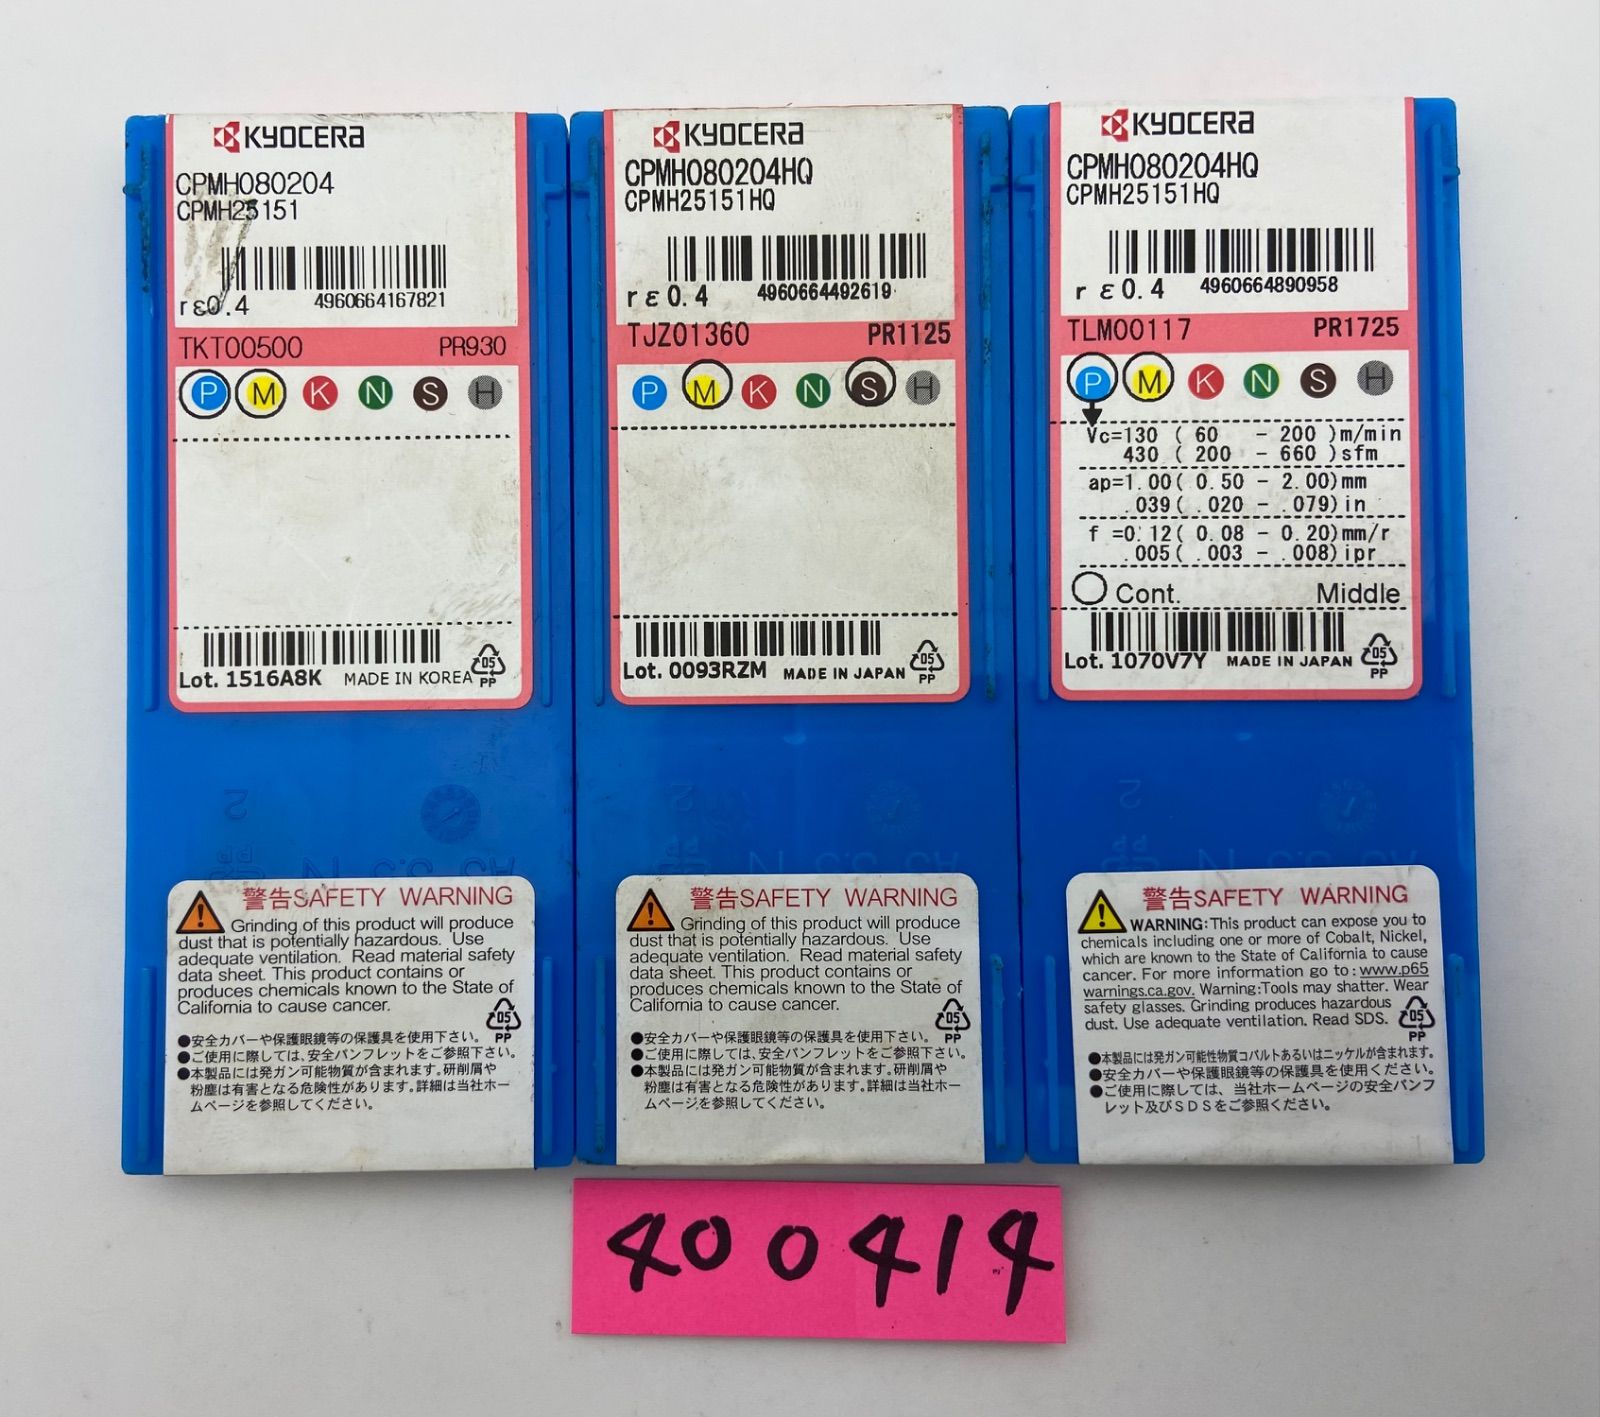 KYOCERA
CPMH080204
CPMH25151
rε0.4
4960664167821
TKT00500 PR930
P M K N S H
Lot. 1516A8K MADE IN KOREA
05
PP
警告SAFETY WARNING
Grinding of this product will produce
dust that is potentially hazardous. Use
adequate ventilation. Read material safety
data sheet. This product contains or
produces chemicals known to the State of
California to cause cancer.
05
PP
●安全カバーや保護眼鏡等の保護具を使用下さい。
●ご使用に際しては、安全パンフレットをご参照下さい。
●本製品には発ガン可能物質が含まれます。研削屑や
粉塵は有害となる危険性があります。詳細は当社ホー
ムページを参照してください。
KYOCERA
CPMH080204HQ
CPMH25151HQ
rε0.4
4960664492619
TJZ01360 PR1125
P M K N S H
Lot. 0093RZM MADE IN JAPAN
05
PP
警告SAFETY WARNING
Grinding of this product will produce
dust that is potentially hazardous. Use
adequate ventilation. Read material safety
data sheet. This product contains or
produces chemicals known to the State of
California to cause cancer.
05
PP
●安全カバーや保護眼鏡等の保護具を使用下さい。
●ご使用に際しては、安全パンフレットをご参照下さい。
●本製品には発ガン可能物質が含まれます。研削屑や
粉塵は有害となる危険性があります。詳細は当社ホー
ムページを参照してください。
KYOCERA
CPMH080204HQ
CPMH25151HQ
rε0.4
4960664890958
TLM00117 PR1725
P M K N S H
Vc=130 ( 60 - 200 )m/min
430 ( 200 - 660 )sfm
ap=1.00( 0.50 - 2.00)mm
.039( .020 - .079)in
f =0.12( 0.08 - 0.20)mm/r
.005( .003 - .008)ipr
Cont. Middle
Lot. 1070V7Y MADE IN JAPAN
05
PP
警告SAFETY WARNING
WARNING: This product can expose you to
chemicals including one or more of Cobalt, Nickel,
which are known to the State of California to cause
cancer. For more information go to : www.p65
warnings.ca.gov. Warning:Tools may shatter. Wear
safety glasses. Grinding produces hazardous
dust. Use adequate ventilation. Read SDS.
05
PP
●本製品には発ガン可能性物質コバルトあるいはニッケルが含まれます。
●安全カバーや保護眼鏡等の保護具を使用してください。
●ご使用に際しては、当社ホームページの安全パンフ
レット及びSDSをご参照ください。
400414